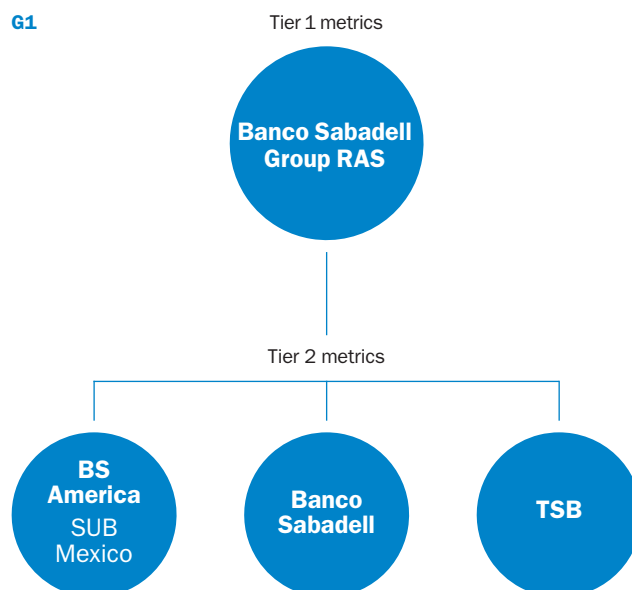 G1
Tier 1 metrics
Banco Sabadell
Group RAS
Tier 2 metrics
BS
America
SUB
Mexico
Banco
Sabadell
TSB